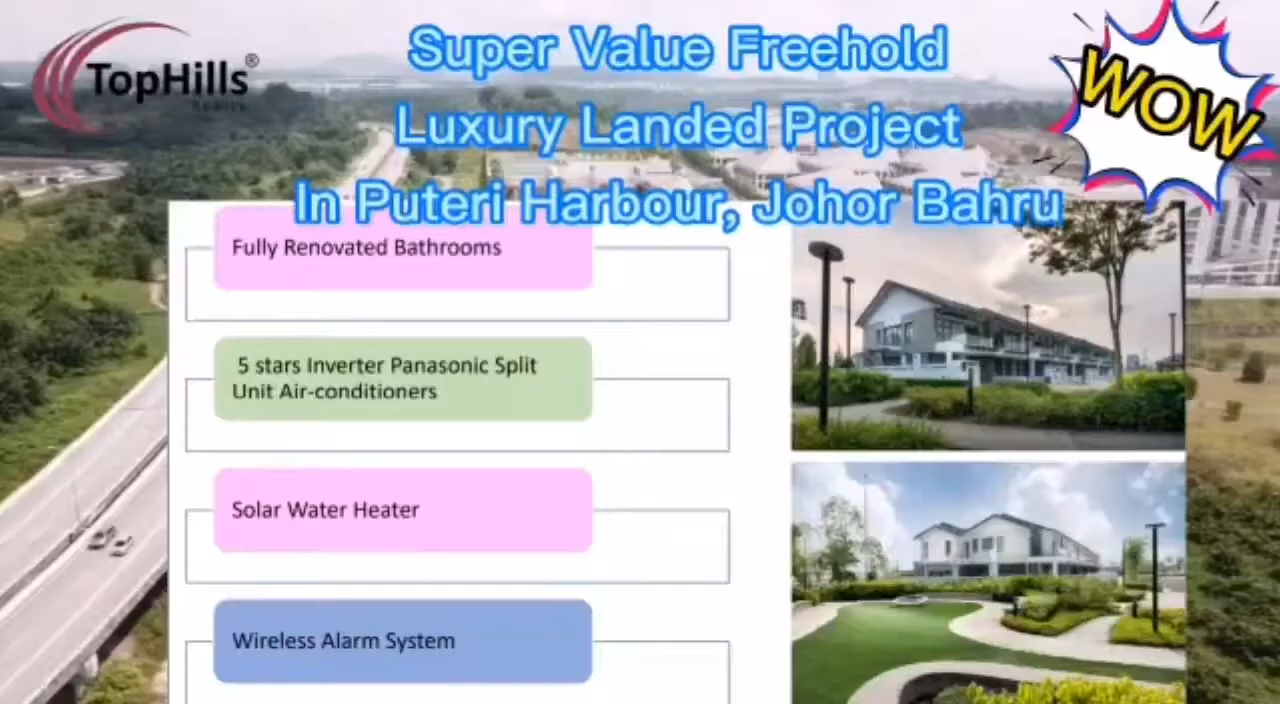 TopHills®
Realty
Super Value Freehold
Luxury Landed Project
In Puteri Harbour, Johor Bahru
WOW
Fully Renovated Bathrooms
5 stars Inverter Panasonic Split
Unit Air-conditioners
Solar Water Heater
Wireless Alarm System